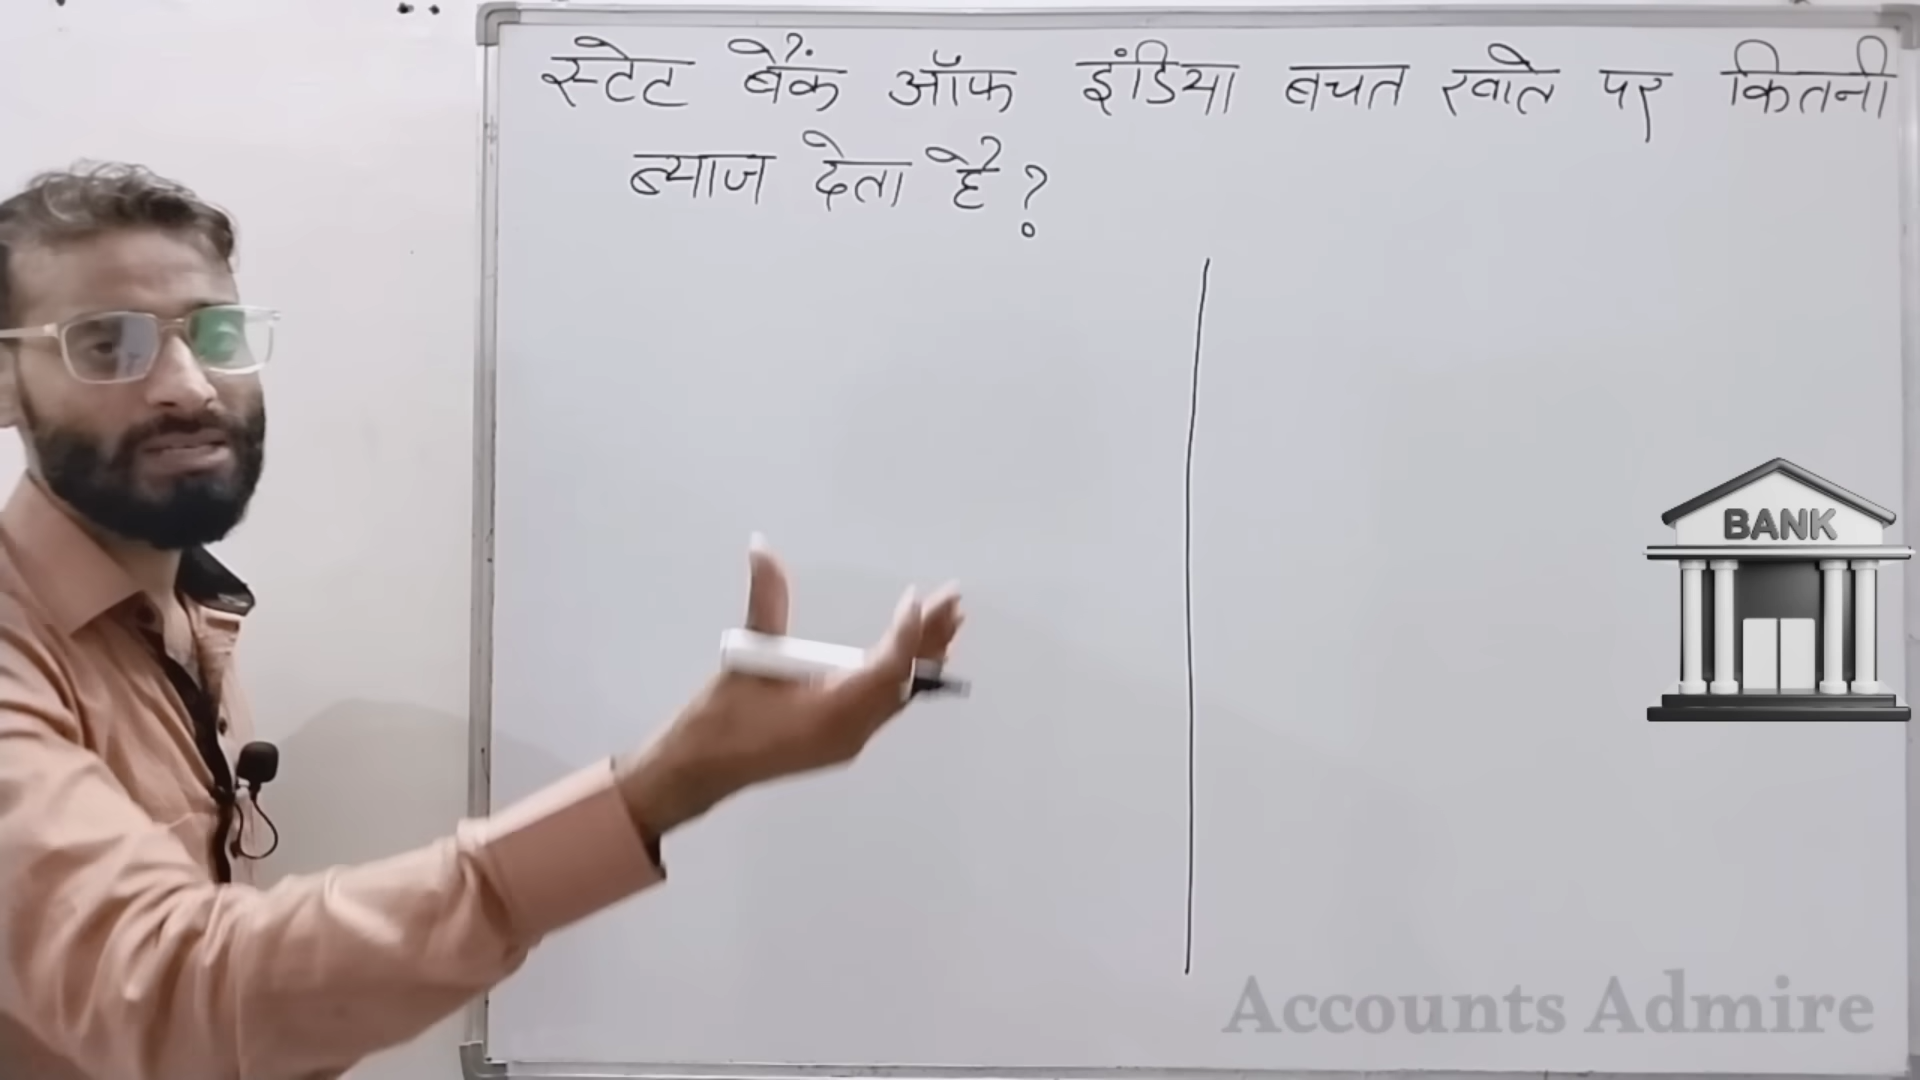 स्टेट बैंक ऑफ इंडिया बचत खाते पर कितनी
ब्याज देता है?
BANK
Accounts Admire